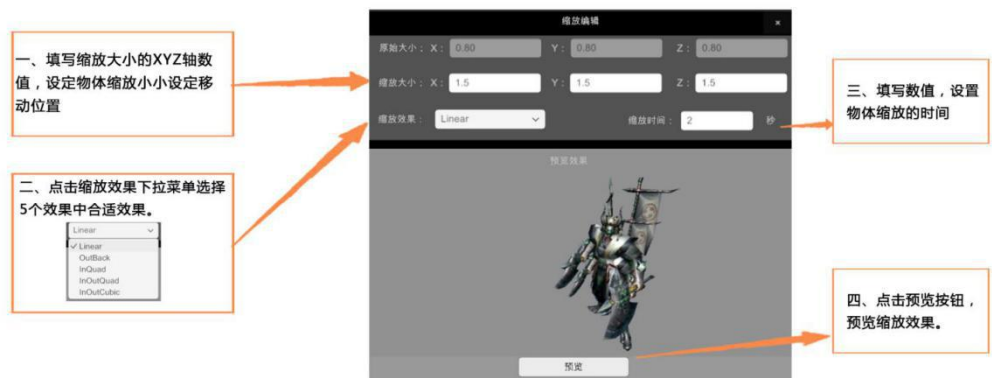 缩放编辑 ×
原始大小： X： 0.80 Y： 0.80 Z： 0.80
缩放大小： X： 1.5 Y： 1.5 Z： 1.5
缩放效果： Linear 缩放时间： 2 秒
预览效果
预览
一、填写缩放大小的XYZ轴数
值，设定物体缩放小小设定移
动位置
二、点击缩放效果下拉菜单选择
5个效果中合适效果。
Linear
✓ Linear
OutBack
InQuad
InOutQuad
InOutCubic
三、填写数值，设置
物体缩放的时间
四、点击预览按钮，
预览缩放效果。